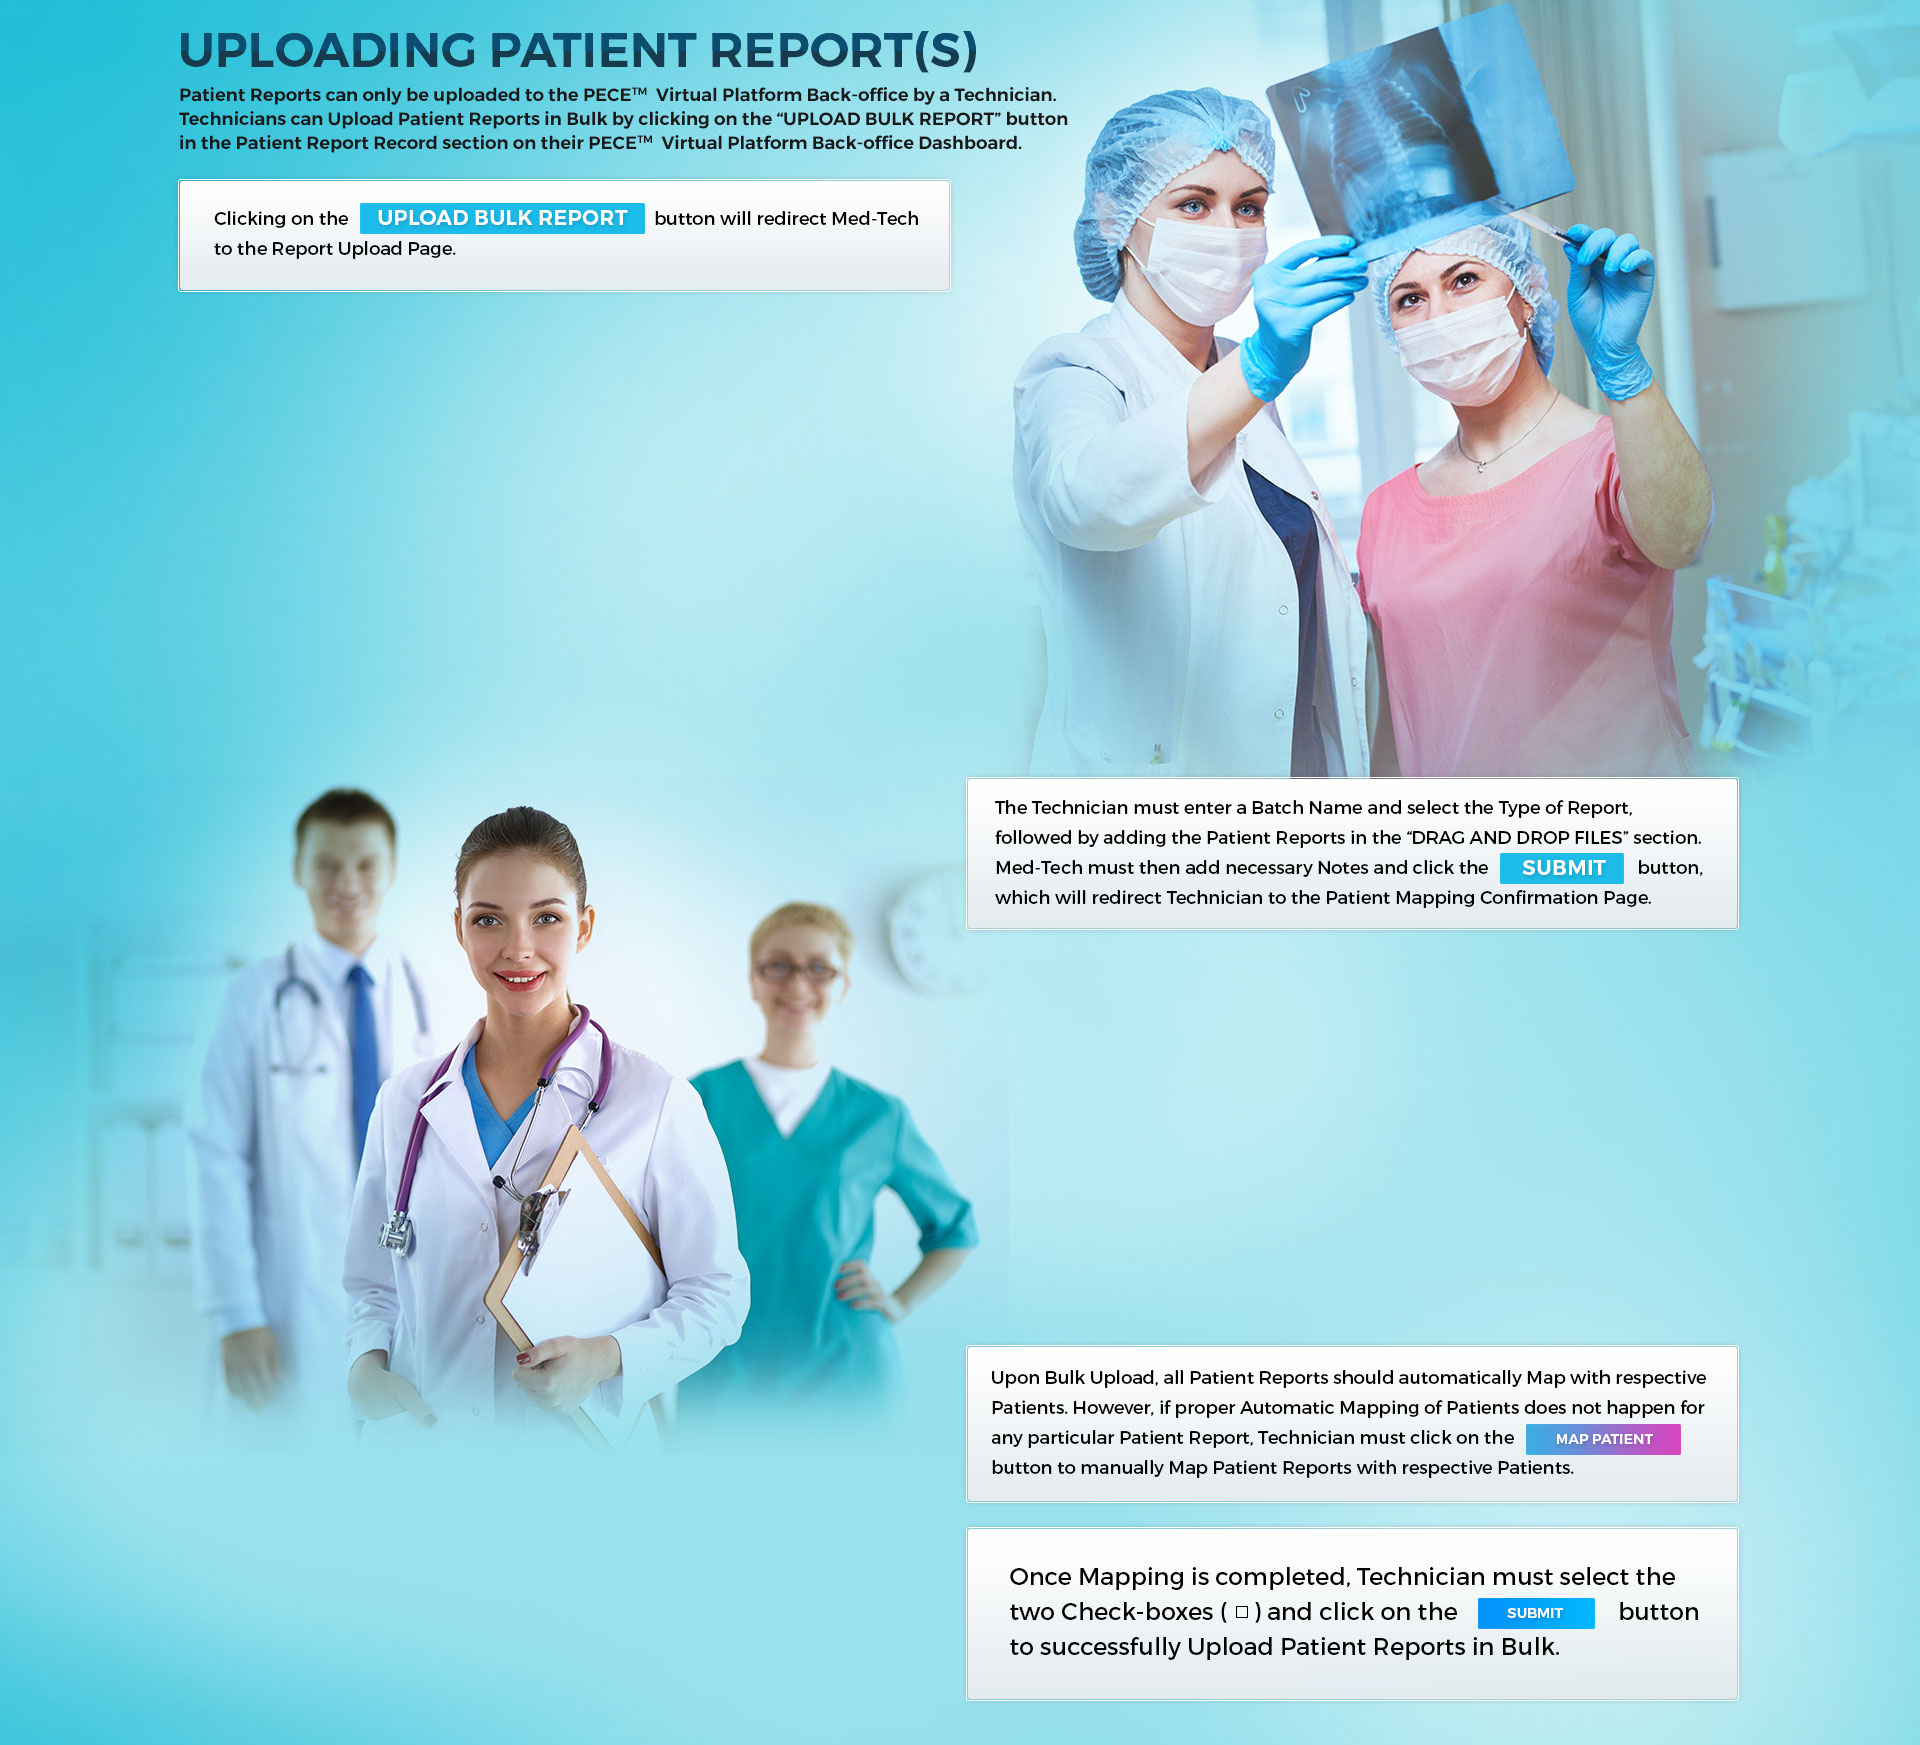 UPLOADING PATIENT REPORT(S)
Patient Reports can only be uploaded to the PECE™ Virtual Platform Back-office by a Technician.
Technicians can Upload Patient Reports in Bulk by clicking on the “UPLOAD BULK REPORT” button
in the Patient Report Record section on their PECE™ Virtual Platform Back-office Dashboard.
Clicking on the UPLOAD BULK REPORT button will redirect Med-Tech
to the Report Upload Page.
The Technician must enter a Batch Name and select the Type of Report,
followed by adding the Patient Reports in the “DRAG AND DROP FILES” section.
Med-Tech must then add necessary Notes and click the SUBMIT button,
which will redirect Technician to the Patient Mapping Confirmation Page.
Upon Bulk Upload, all Patient Reports should automatically Map with respective
Patients. However, if proper Automatic Mapping of Patients does not happen for
any particular Patient Report, Technician must click on the MAP PATIENT
button to manually Map Patient Reports with respective Patients.
Once Mapping is completed, Technician must select the
two Check-boxes ( □ ) and click on the SUBMIT button
to successfully Upload Patient Reports in Bulk.